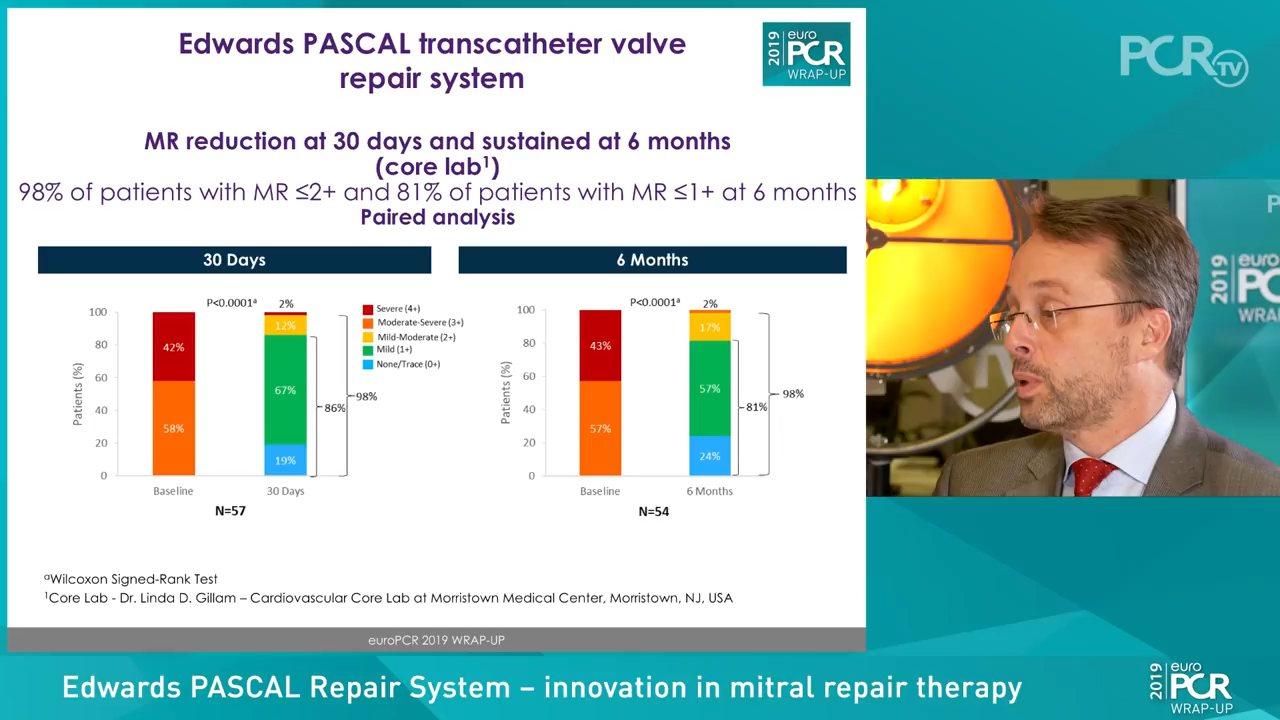 Edwards PASCAL transcatheter valve
repair system
2019
euro
PCR
WRAP-UP
PCR
TV
MR reduction at 30 days and sustained at 6 months
(core lab¹)
98% of patients with MR ≤2+ and 81% of patients with MR ≤1+ at 6 months
Paired analysis
30 Days
6 Months
P<0.0001ᵃ
2%
100
80
60
40
20
0
Patients (%)
42%
58%
12%
67%
19%
86%
98%
Baseline
30 Days
N=57
Severe (4+)
Moderate-Severe (3+)
Mild-Moderate (2+)
Mild (1+)
None/Trace (0+)
P<0.0001ᵃ
2%
100
80
60
40
20
0
Patients (%)
43%
57%
17%
57%
24%
81%
98%
Baseline
6 Months
N=54
ᵃWilcoxon Signed-Rank Test
¹Core Lab - Dr. Linda D. Gillam – Cardiovascular Core Lab at Morristown Medical Center, Morristown, NJ, USA
euroPCR 2019 WRAP-UP
Edwards PASCAL Repair System – innovation in mitral repair therapy
2019
euro
PCR
WRAP-UP